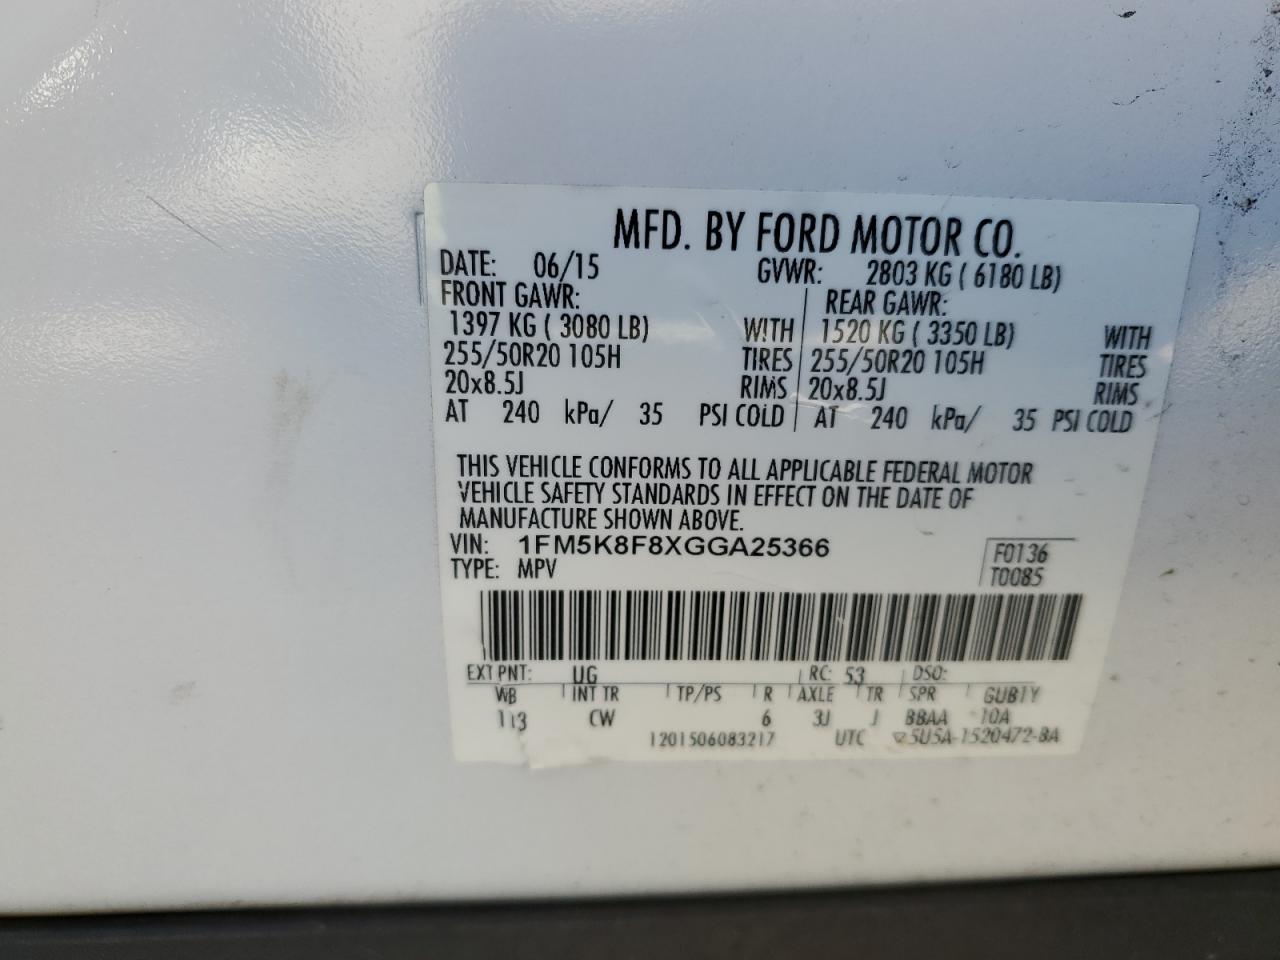 MFD. BY FORD MOTOR CO.
DATE: 06/15 GVWR: 2803 KG ( 6180 LB)
FRONT GAWR: REAR GAWR:
1397 KG ( 3080 LB) WITH 1520 KG ( 3350 LB) WITH
255/50R20 105H TIRES 255/50R20 105H TIRES
20x8.5J RIMS 20x8.5J RIMS
AT 240 kPa/ 35 PSI COLD AT 240 kPa/ 35 PSI COLD
THIS VEHICLE CONFORMS TO ALL APPLICABLE FEDERAL MOTOR
VEHICLE SAFETY STANDARDS IN EFFECT ON THE DATE OF
MANUFACTURE SHOWN ABOVE.
VIN: 1FM5K8F8XGGA25366 F0136
TYPE: MPV T0085
EXT PNT: UG RC: 53 DSO:
WB INT TR TP/PS R AXLE TR SPR GUB1Y
113 CW 6 3J J BBAA 10A
1201506083217 UTC 5U5A-1520472-BA